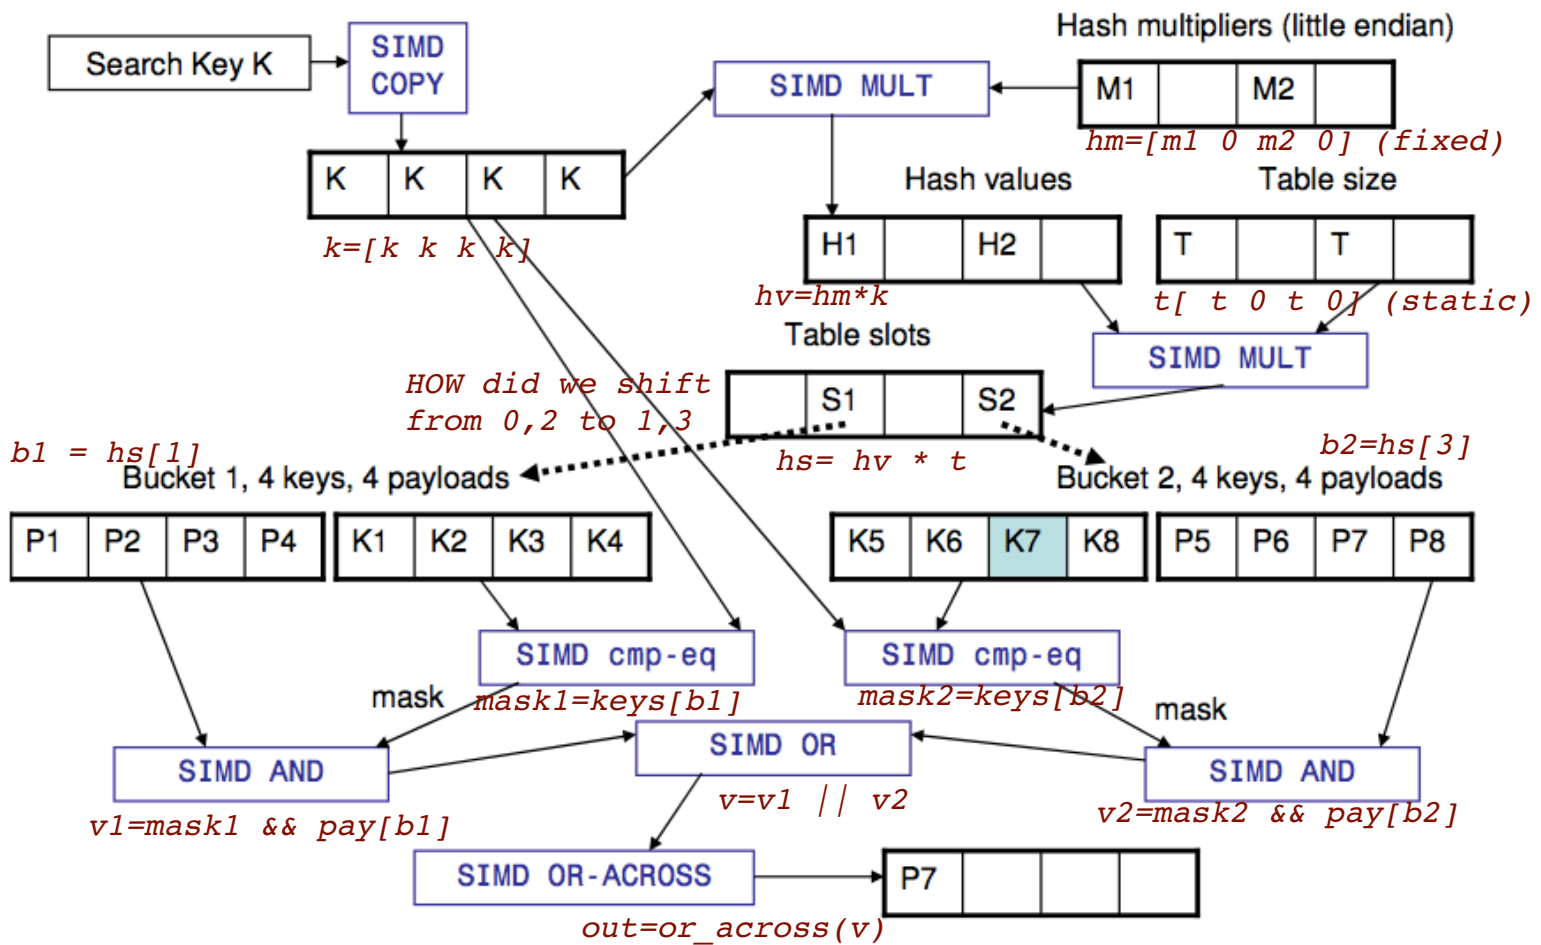 Hash multipliers (little endian)
Search Key K
SIMD
COPY
SIMD MULT
M1 M2
hm=[m1 0 m2 0] (fixed)
K K K K
k=[k k k k]
Hash values
Table size
H1 H2
T T
hv=hm*k
t[ t 0 t 0] (static)
Table slots
SIMD MULT
HOW did we shift
from 0,2 to 1,3
S1 S2
b1 = hs[1]
hs= hv * t
b2=hs[3]
Bucket 1, 4 keys, 4 payloads
Bucket 2, 4 keys, 4 payloads
P1 P2 P3 P4
K1 K2 K3 K4
K5 K6 K7 K8
P5 P6 P7 P8
SIMD cmp-eq
SIMD cmp-eq
mask
mask1=keys[b1]
mask2=keys[b2]
mask
SIMD AND
SIMD OR
SIMD AND
v1=mask1 && pay[b1]
v=v1 || v2
v2=mask2 && pay[b2]
SIMD OR-ACROSS
P7
out=or_across(v)